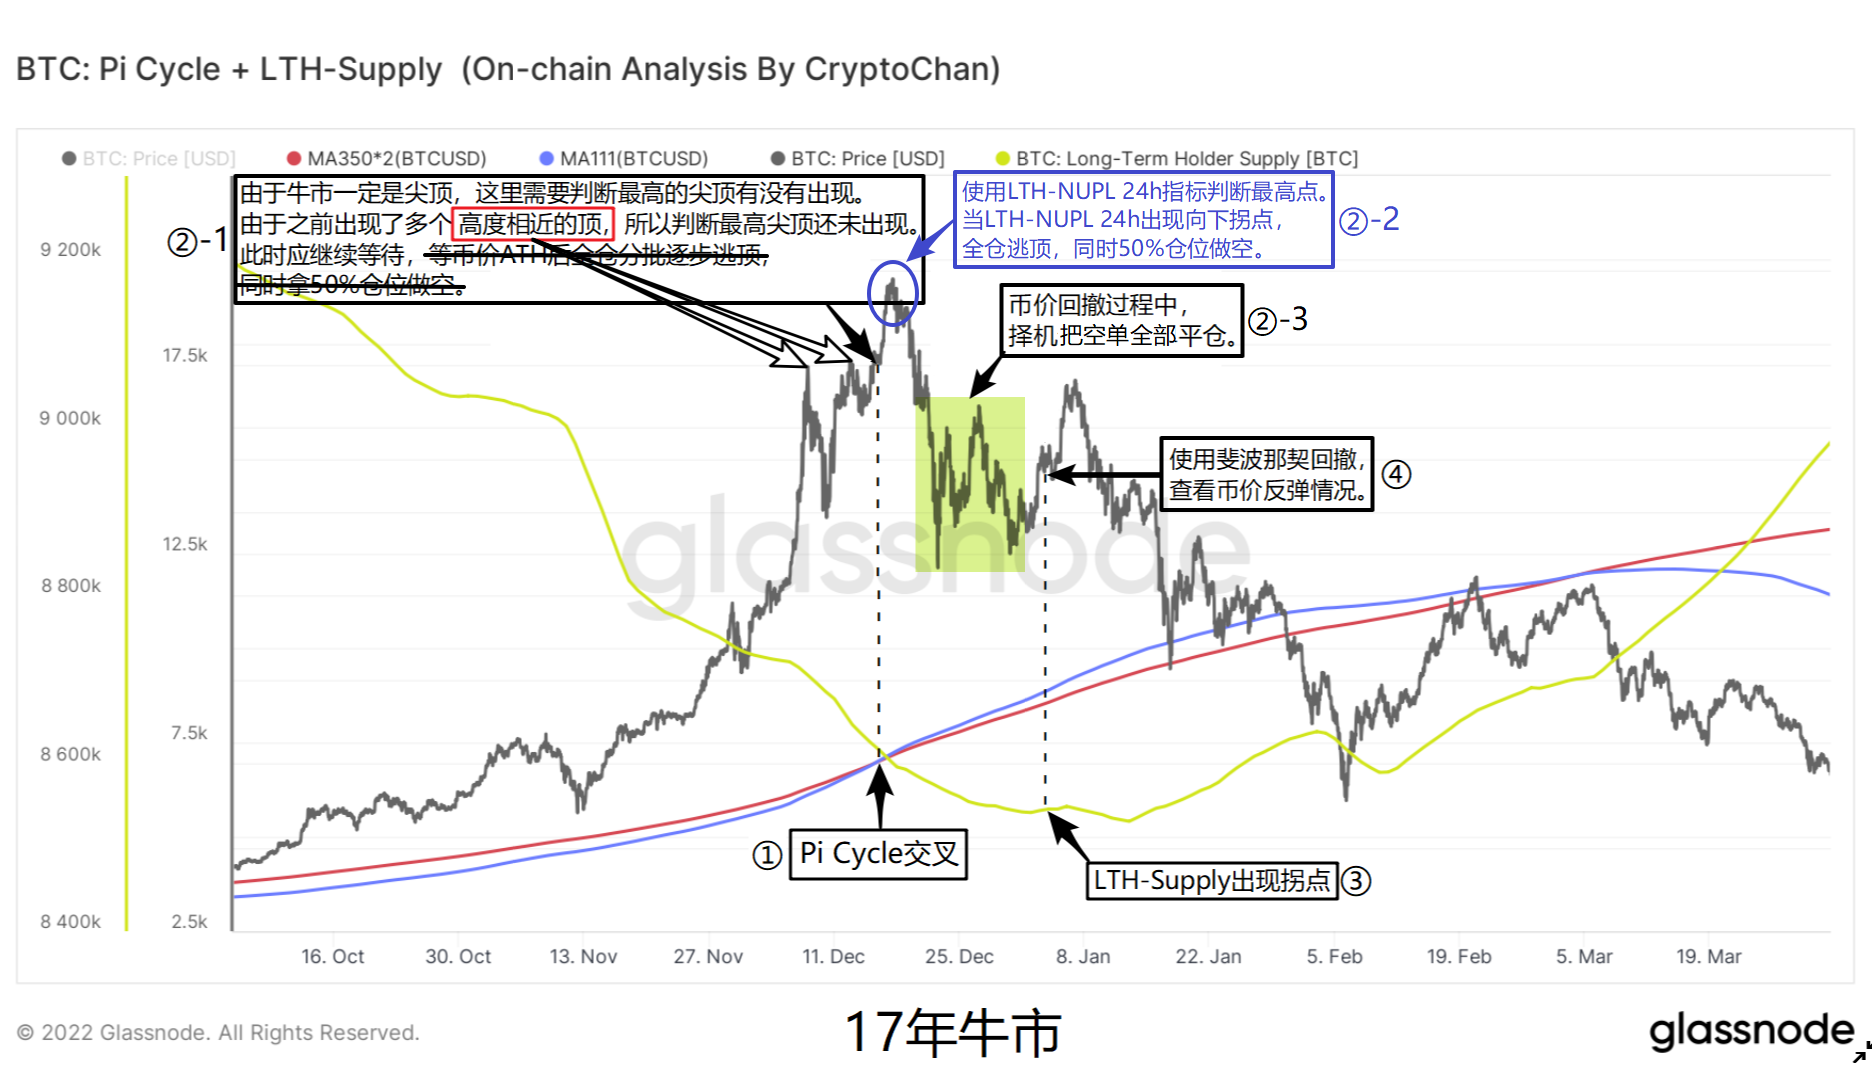 BTC: Pi Cycle + LTH-Supply (On-chain Analysis By CryptoChan)
BTC: Price [USD]
MA350*2(BTCUSD)
MA111(BTCUSD)
BTC: Price [USD]
BTC: Long-Term Holder Supply [BTC]
②-1
由于牛市一定是尖顶，这里需要判断最高的尖顶有没有出现。
由于之前出现了多个高度相近的顶，所以判断最高尖顶还未出现。
此时应继续等待，等币价ATH后全仓分批逐步逃顶，
同时拿50%仓位做空。
使用LTH-NUPL 24h指标判断最高点。
当LTH-NUPL 24h出现向下拐点，
全仓逃顶，同时50%仓位做空。
②-2
币价回撤过程中，
择机把空单全部平仓。
②-3
使用斐波那契回撤，
查看币价反弹情况。
④
① Pi Cycle交叉
LTH-Supply出现拐点 ③
9 200k
9 000k
8 800k
8 600k
8 400k
17.5k
12.5k
7.5k
2.5k
glassnode
16. Oct
30. Oct
13. Nov
27. Nov
11. Dec
25. Dec
8. Jan
22. Jan
5. Feb
19. Feb
5. Mar
19. Mar
© 2022 Glassnode. All Rights Reserved.
17年牛市
glassnode